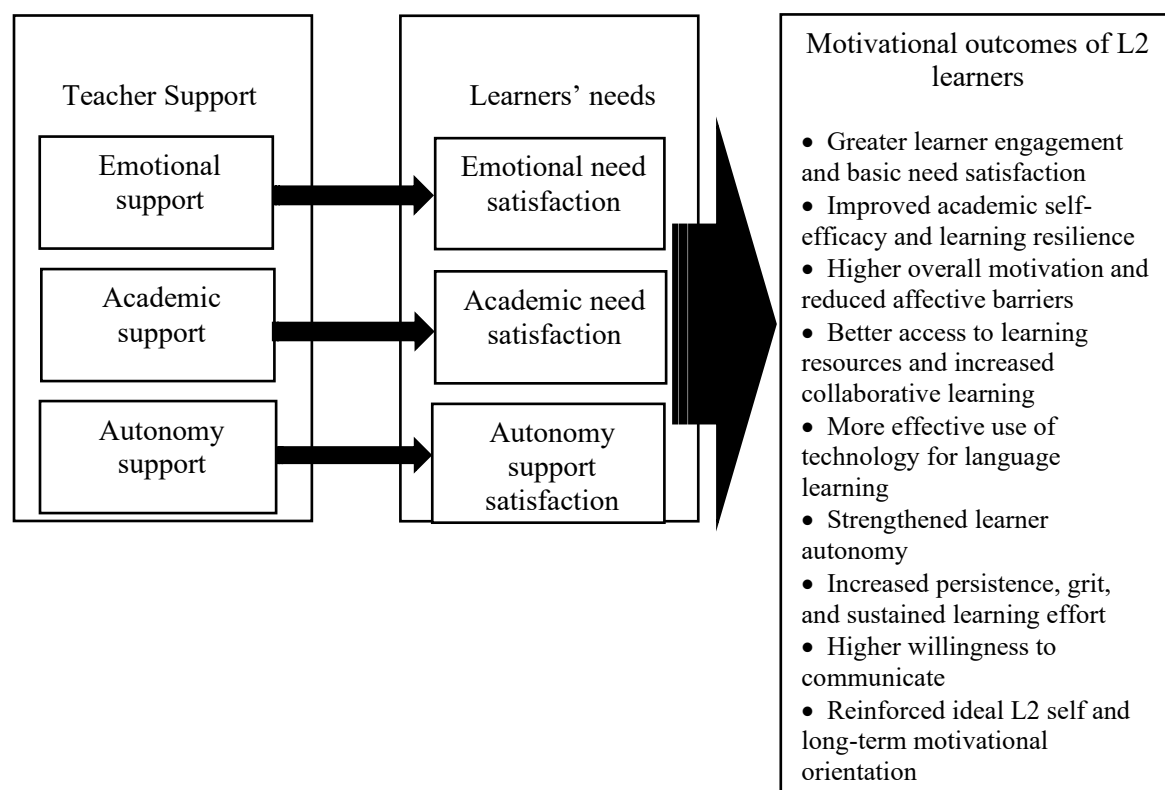 Teacher Support
Emotional
support
Academic
support
Autonomy
support
Learners’ needs
Emotional need
satisfaction
Academic need
satisfaction
Autonomy
support
satisfaction
Motivational outcomes of L2
learners
• Greater learner engagement
and basic need satisfaction
• Improved academic self-
efficacy and learning resilience
• Higher overall motivation and
reduced affective barriers
• Better access to learning
resources and increased
collaborative learning
• More effective use of
technology for language
learning
• Strengthened learner
autonomy
• Increased persistence, grit,
and sustained learning effort
• Higher willingness to
communicate
• Reinforced ideal L2 self and
long-term motivational
orientation